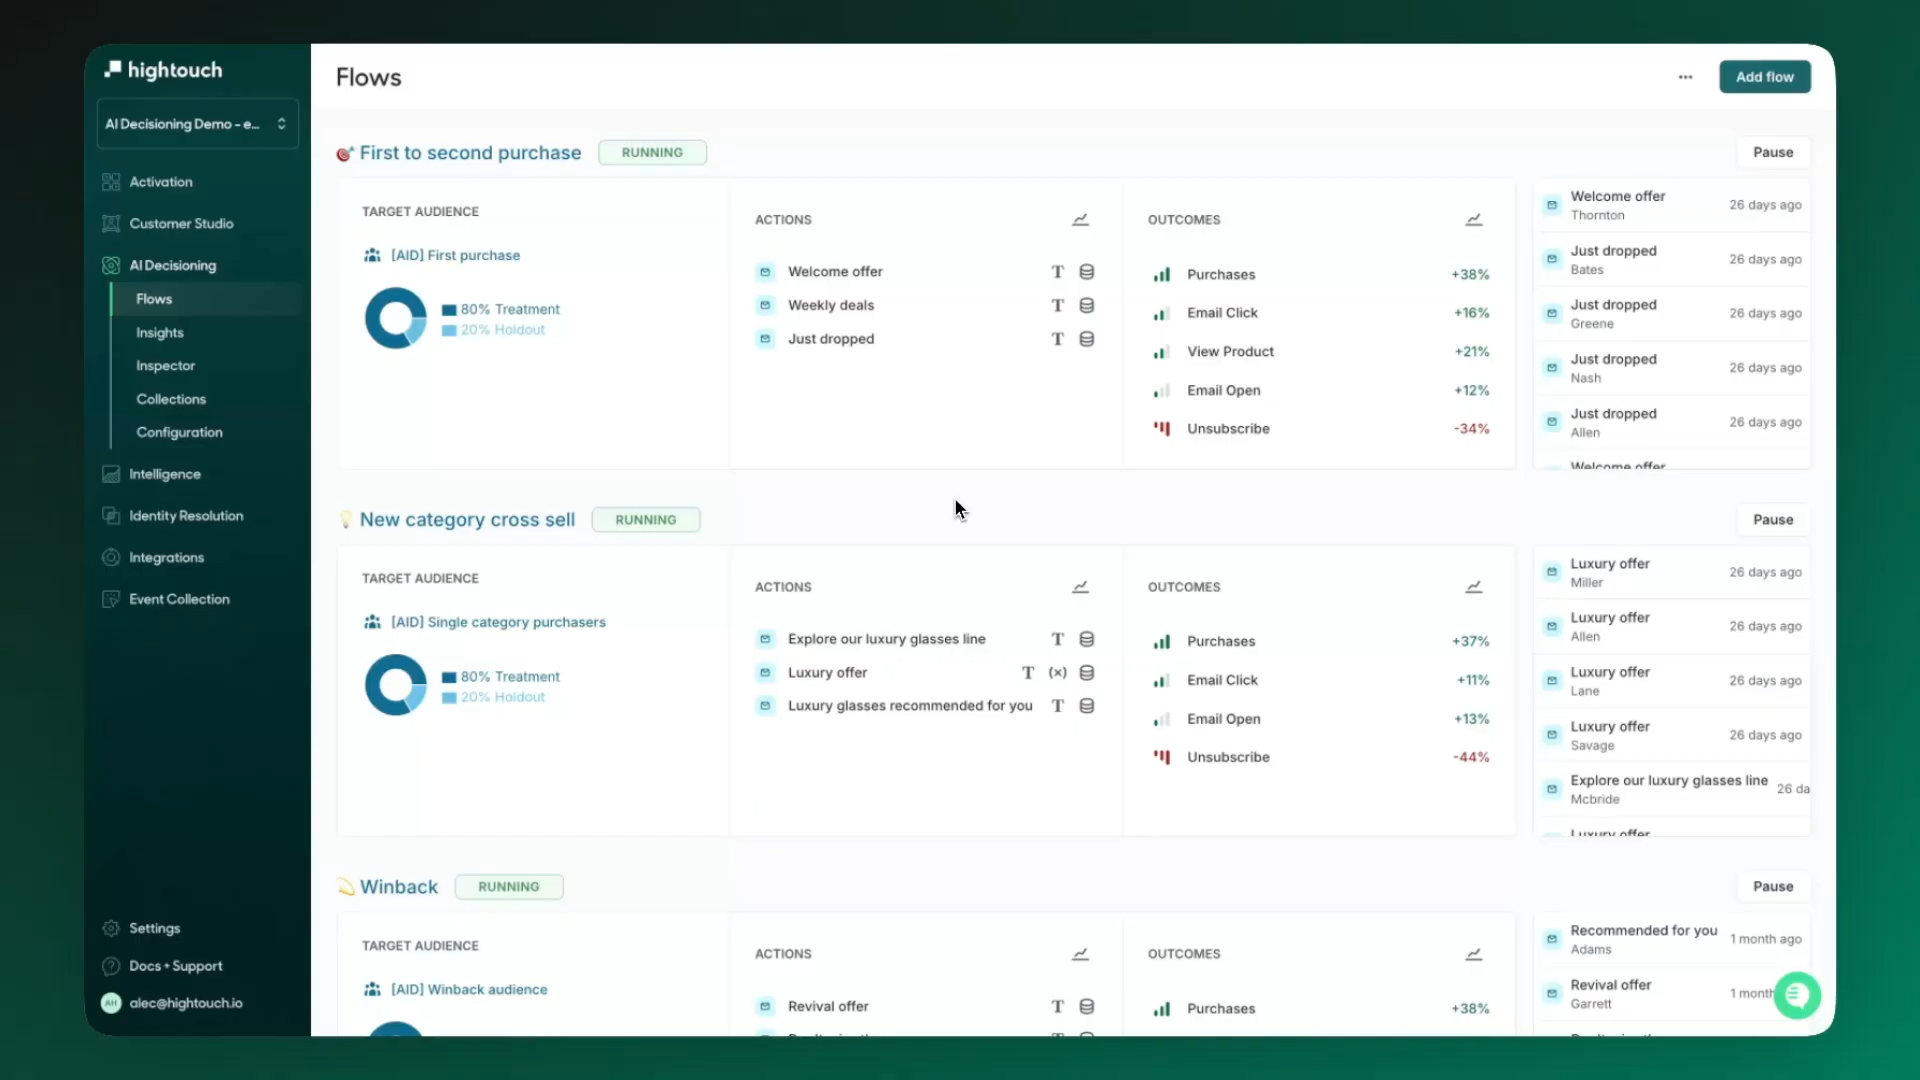 hightouch
AI Decisioning Demo - e...
Activation
Customer Studio
AI Decisioning
Flows
Insights
Inspector
Collections
Configuration
Intelligence
Identity Resolution
Integrations
Event Collection
Settings
Docs + Support
AH alec@hightouch.io
Flows
Add flow
First to second purchase RUNNING Pause
TARGET AUDIENCE
[AID] First purchase
80% Treatment
20% Holdout
ACTIONS
Welcome offer
Weekly deals
Just dropped
OUTCOMES
Purchases +38%
Email Click +16%
View Product +21%
Email Open +12%
Unsubscribe -34%
Welcome offer 26 days ago
Thornton
Just dropped 26 days ago
Bates
Just dropped 26 days ago
Greene
Just dropped 26 days ago
Nash
Just dropped 26 days ago
Allen
Welcome offer
New category cross sell RUNNING Pause
TARGET AUDIENCE
[AID] Single category purchasers
80% Treatment
20% Holdout
ACTIONS
Explore our luxury glasses line
Luxury offer (×)
Luxury glasses recommended for you
OUTCOMES
Purchases +37%
Email Click +11%
Email Open +13%
Unsubscribe -44%
Luxury offer 26 days ago
Miller
Luxury offer 26 days ago
Allen
Luxury offer 26 days ago
Lane
Luxury offer 26 days ago
Savage
Explore our luxury glasses line 26 da
Mcbride
Luxury offer
Winback RUNNING Pause
TARGET AUDIENCE
[AID] Winback audience
ACTIONS
Revival offer
OUTCOMES
Purchases +38%
Recommended for you 1 month ago
Adams
Revival offer 1 month
Garrett